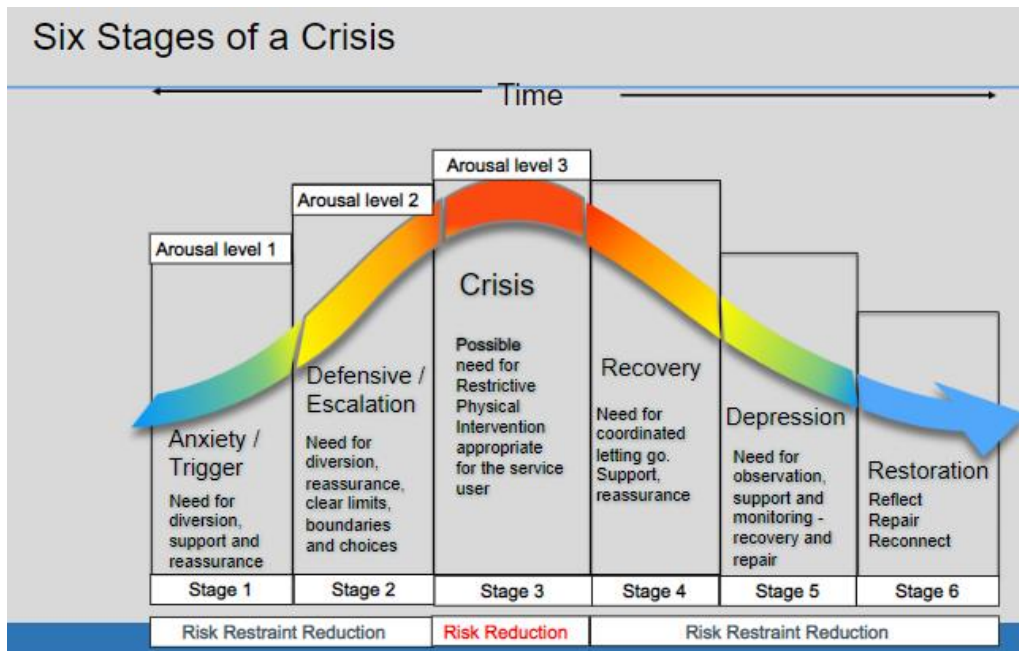 Six Stages of a Crisis
Time
Arousal level 1
Arousal level 2
Arousal level 3
Anxiety /
Trigger
Need for
diversion,
support and
reassurance
Defensive /
Escalation
Need for
diversion,
reassurance,
clear limits,
boundaries
and choices
Crisis
Possible
need for
Restrictive
Physical
Intervention
appropriate
for the service
user
Recovery
Need for
coordinated
letting go.
Support,
reassurance
Depression
Need for
observation,
support and
monitoring -
recovery and
repair
Restoration
Reflect
Repair
Reconnect
Stage 1
Stage 2
Stage 3
Stage 4
Stage 5
Stage 6
Risk Restraint Reduction
Risk Reduction
Risk Restraint Reduction